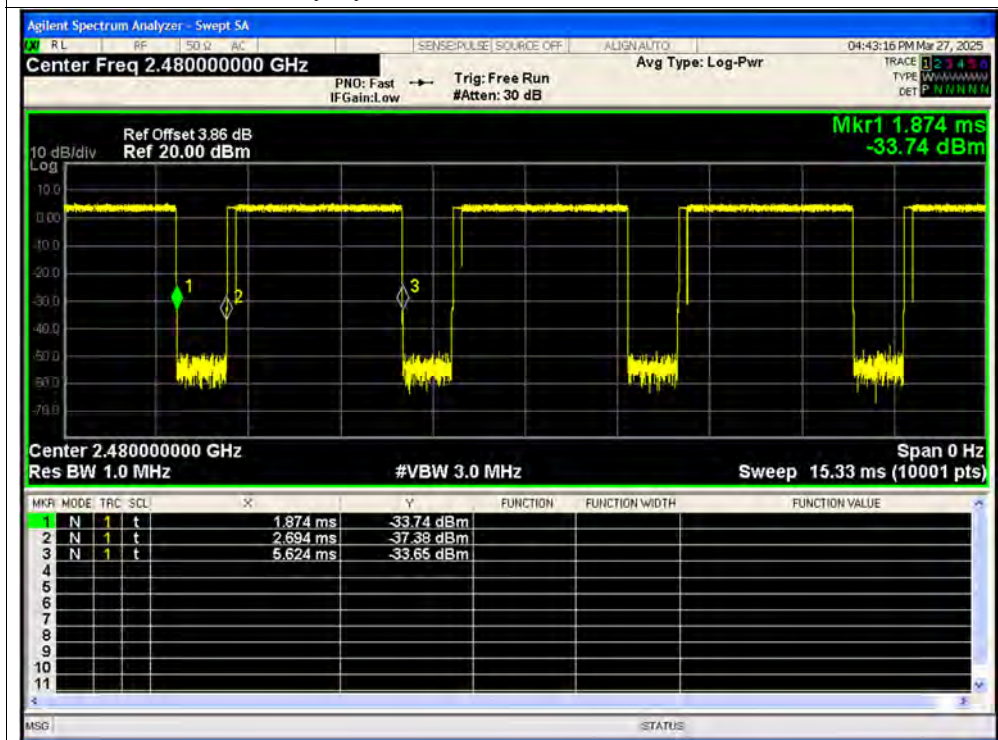 Agilent Spectrum Analyzer - Swept SA
RL RF 50 Ω AC SENSE:PULSE SOURCE OFF ALIGN AUTO 04:43:16 PM Mar 27, 2025
Center Freq 2.480000000 GHz Avg Type: Log-Pwr TRACE 1 2 3 4 5 6
PNO: Fast Trig: Free Run TYPE WWWWWW
IFGain:Low #Atten: 30 dB DET P N N N N N
Mkr1 1.874 ms
-33.74 dBm
Ref Offset 3.86 dB
10 dB/div Ref 20.00 dBm
Log
10.0
0.00
-10.0
-20.0
-30.0
-40.0
-50.0
-60.0
-70.0
1
2
3
Center 2.480000000 GHz Span 0 Hz
Res BW 1.0 MHz #VBW 3.0 MHz Sweep 15.33 ms (10001 pts)
MKR MODE TRC SCL X Y FUNCTION FUNCTION WIDTH FUNCTION VALUE
1 N 1 t 1.874 ms -33.74 dBm
2 N 1 t 2.694 ms -37.38 dBm
3 N 1 t 5.624 ms -33.65 dBm
4
5
6
7
8
9
10
11
MSG STATUS